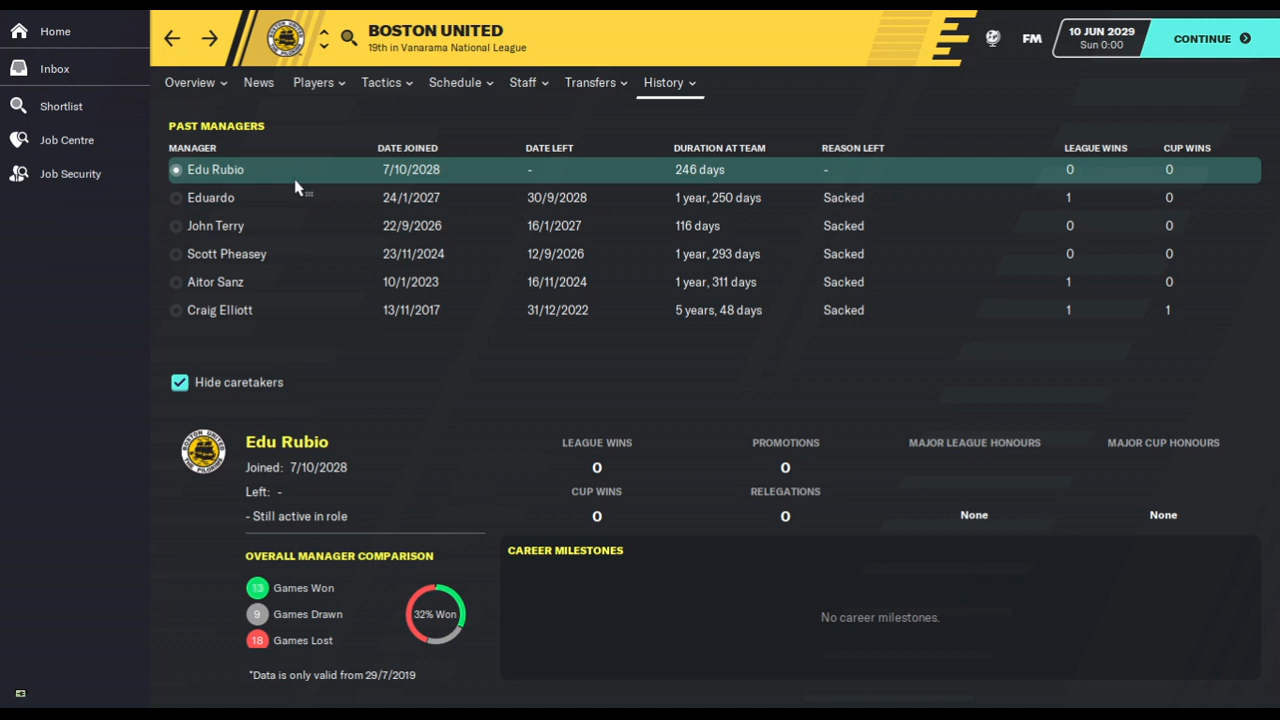 Home
Inbox
Shortlist
Job Centre
Job Security
BOSTON UNITED
19th in Vanarama National League
FM
10 JUN 2029
Sun 0:00
CONTINUE
Overview News Players Tactics Schedule Staff Transfers History
PAST MANAGERS
MANAGER DATE JOINED DATE LEFT DURATION AT TEAM REASON LEFT LEAGUE WINS CUP WINS
Edu Rubio 7/10/2028 - 246 days - 0 0
Eduardo 24/1/2027 30/9/2028 1 year, 250 days Sacked 1 0
John Terry 22/9/2026 16/1/2027 116 days Sacked 0 0
Scott Pheasey 23/11/2024 12/9/2026 1 year, 293 days Sacked 0 0
Aitor Sanz 10/1/2023 16/11/2024 1 year, 311 days Sacked 1 0
Craig Elliott 13/11/2017 31/12/2022 5 years, 48 days Sacked 1 1
Hide caretakers
Edu Rubio
Joined: 7/10/2028
Left: -
- Still active in role
LEAGUE WINS PROMOTIONS MAJOR LEAGUE HONOURS MAJOR CUP HONOURS
0 0
CUP WINS RELEGATIONS
0 0 None None
OVERALL MANAGER COMPARISON
13 Games Won
9 Games Drawn
18 Games Lost
32% Won
*Data is only valid from 29/7/2019
CAREER MILESTONES
No career milestones.